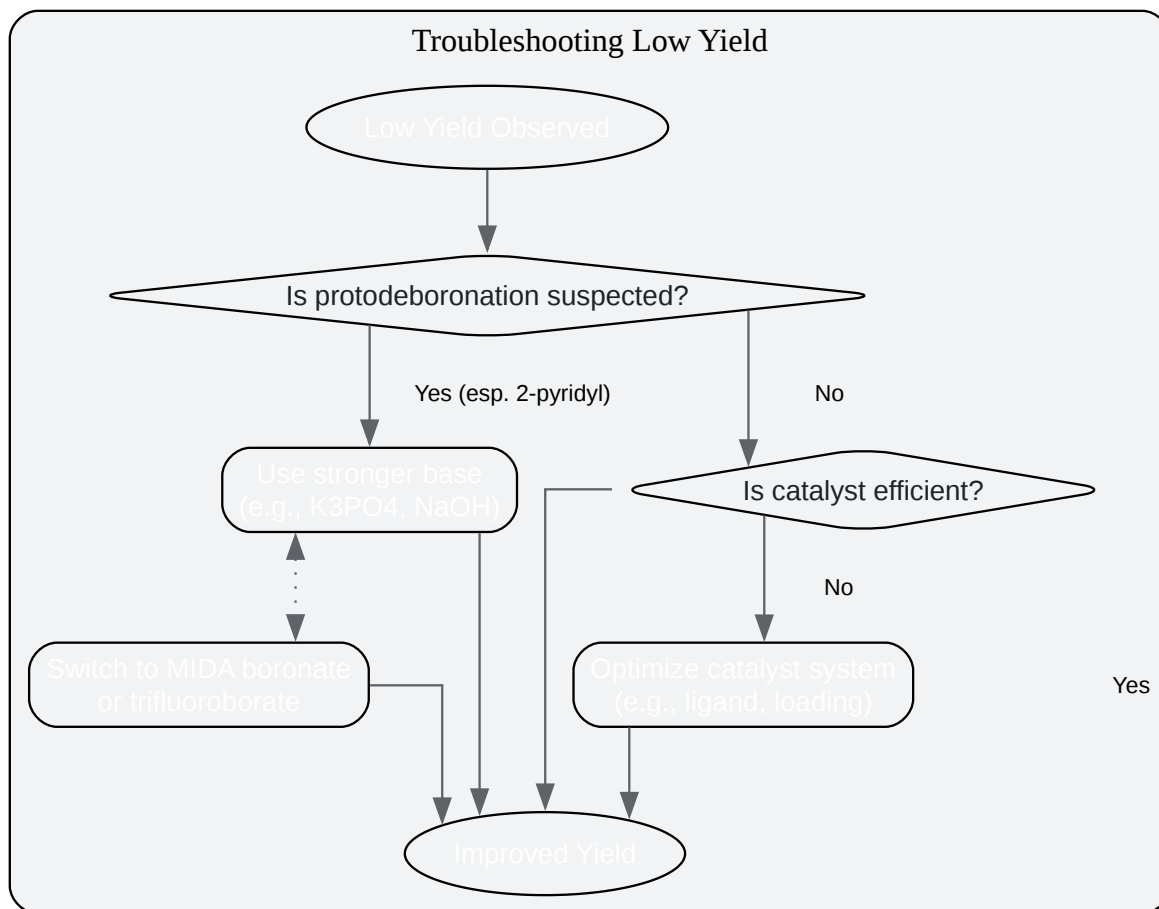 Troubleshooting Low Yield
Low Yield Observed
Is protodeboronation suspected?
Yes (esp. 2-pyridyl)
No
Use stronger base
(e.g., K3PO4, NaOH)
Is catalyst efficient?
No
Switch to MIDA boronate
or trifluoroborate
Optimize catalyst system
(e.g., ligand, loading)
Yes
Improved Yield